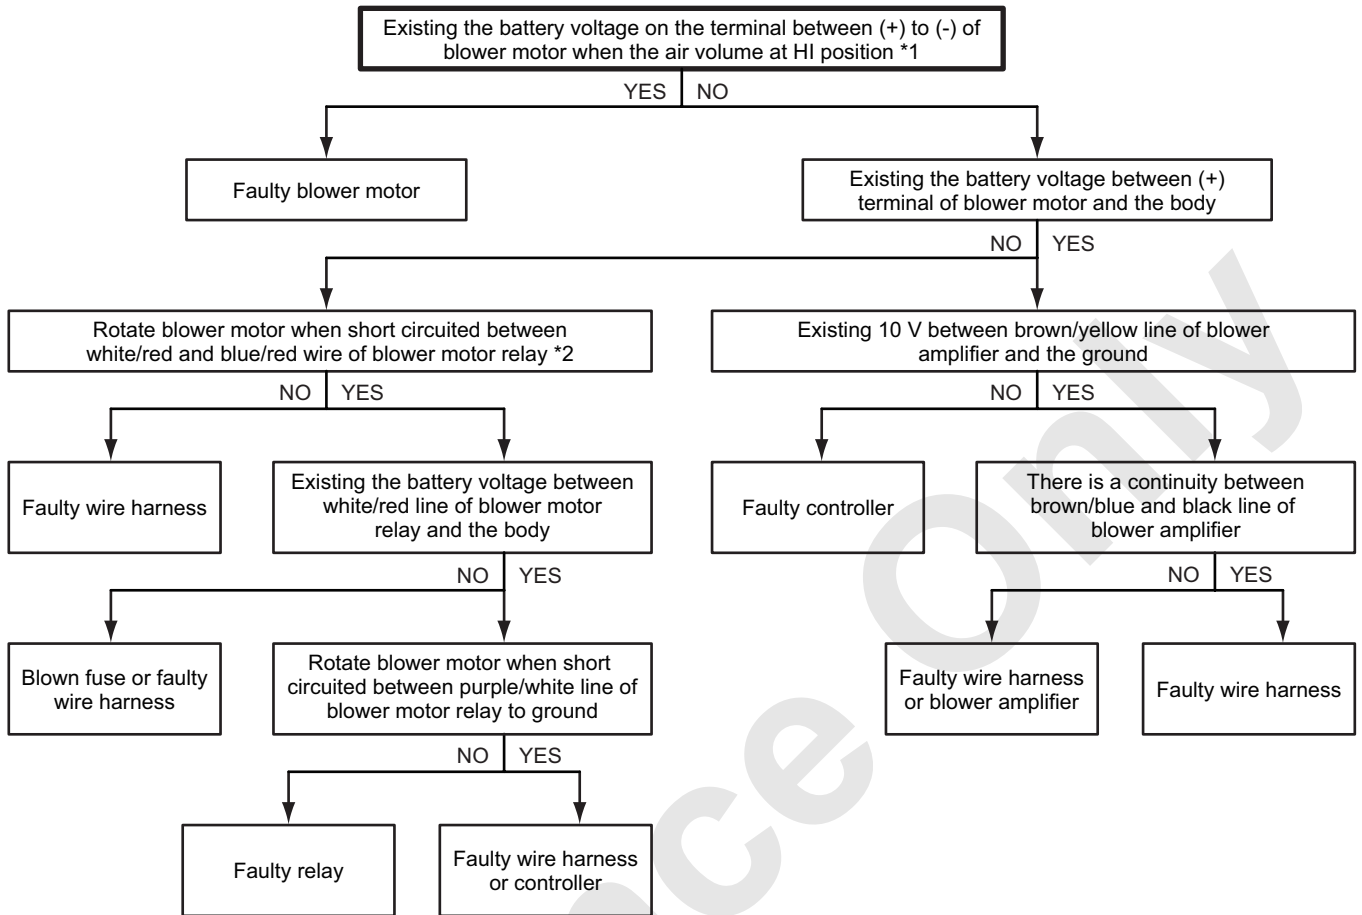 Existing the battery voltage on the terminal between (+) to (-) of
blower motor when the air volume at HI position *1
YES NO
Faulty blower motor
Existing the battery voltage between (+)
terminal of blower motor and the body
NO YES
Rotate blower motor when short circuited between
white/red and blue/red wire of blower motor relay *2
Existing 10 V between brown/yellow line of blower
amplifier and the ground
NO YES
NO YES
Faulty wire harness
Existing the battery voltage between
white/red line of blower motor
relay and the body
Faulty controller
There is a continuity between
brown/blue and black line of
blower amplifier
NO YES
NO YES
Blown fuse or faulty
wire harness
Rotate blower motor when short
circuited between purple/white line of
blower motor relay to ground
Faulty wire harness
or blower amplifier
Faulty wire harness
NO YES
Faulty relay
Faulty wire harness
or controller
nce Only